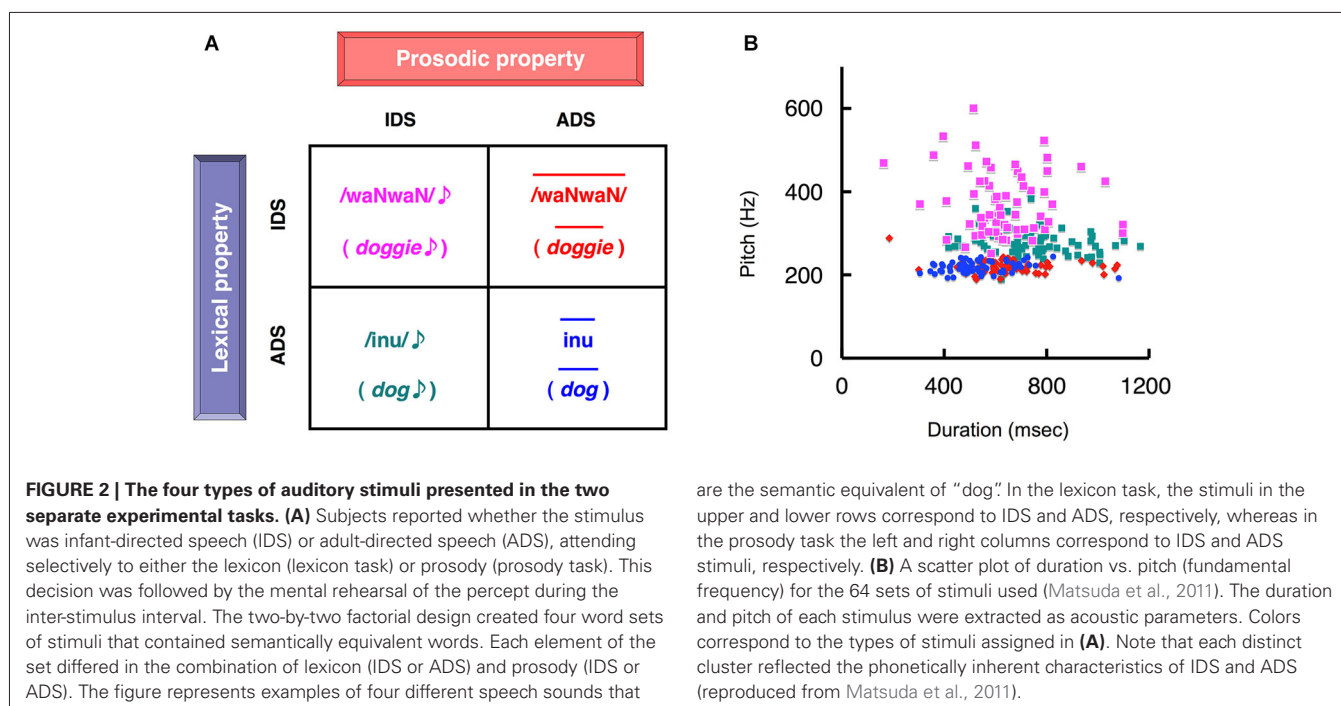 A
Prosodic property
IDS
ADS
Lexical property
IDS
/waNwaN/♪
(doggie♪)
/waNwaN/
(doggie)
ADS
/inu/♪
(dog♪)
inu
(dog)
B
Pitch (Hz)
600
400
200
0
0
400
800
1200
Duration (msec)
FIGURE 2 | The four types of auditory stimuli presented in the two
separate experimental tasks. (A) Subjects reported whether the stimulus
was infant-directed speech (IDS) or adult-directed speech (ADS), attending
selectively to either the lexicon (lexicon task) or prosody (prosody task). This
decision was followed by the mental rehearsal of the percept during the
inter-stimulus interval. The two-by-two factorial design created four word sets
of stimuli that contained semantically equivalent words. Each element of the
set differed in the combination of lexicon (IDS or ADS) and prosody (IDS or
ADS). The figure represents examples of four different speech sounds that
are the semantic equivalent of “dog”. In the lexicon task, the stimuli in the
upper and lower rows correspond to IDS and ADS, respectively, whereas in
the prosody task the left and right columns correspond to IDS and ADS
stimuli, respectively. (B) A scatter plot of duration vs. pitch (fundamental
frequency) for the 64 sets of stimuli used (Matsuda et al., 2011). The duration
and pitch of each stimulus were extracted as acoustic parameters. Colors
correspond to the types of stimuli assigned in (A). Note that each distinct
cluster reflected the phonetically inherent characteristics of IDS and ADS
(reproduced from Matsuda et al., 2011).